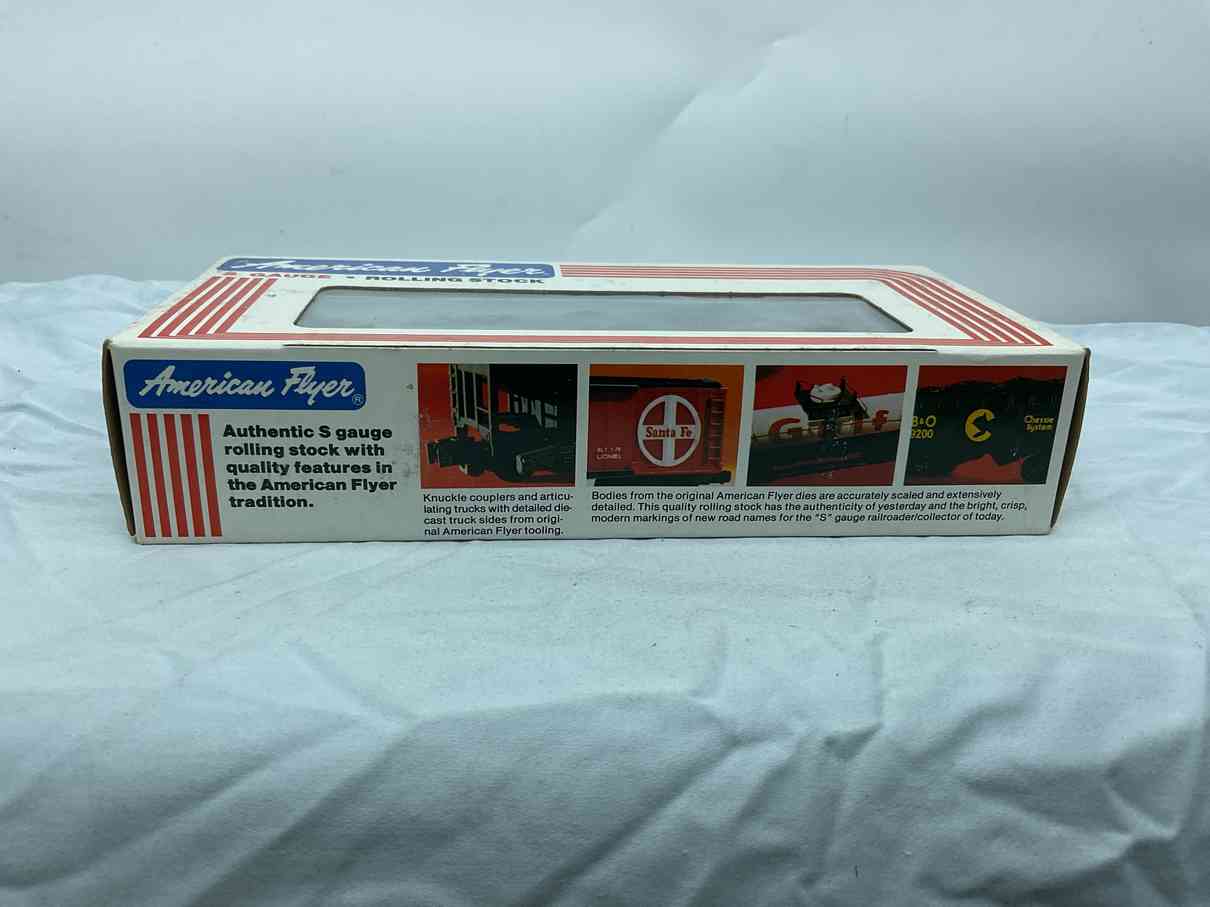 American Flyer
S GAUGE • ROLLING STOCK
American Flyer®
Authentic S gauge
rolling stock with
quality features in
the American Flyer
tradition.
Santa Fe
LIONEL
Gulf
B&O
9200
Chessie
System
Knuckle couplers and articu-
lating trucks with detailed die-
cast truck sides from origi-
nal American Flyer tooling.
Bodies from the original American Flyer dies are accurately scaled and extensively
detailed. This quality rolling stock has the authenticity of yesterday and the bright, crisp,
modern markings of new road names for the "S" gauge railroader/collector of today.